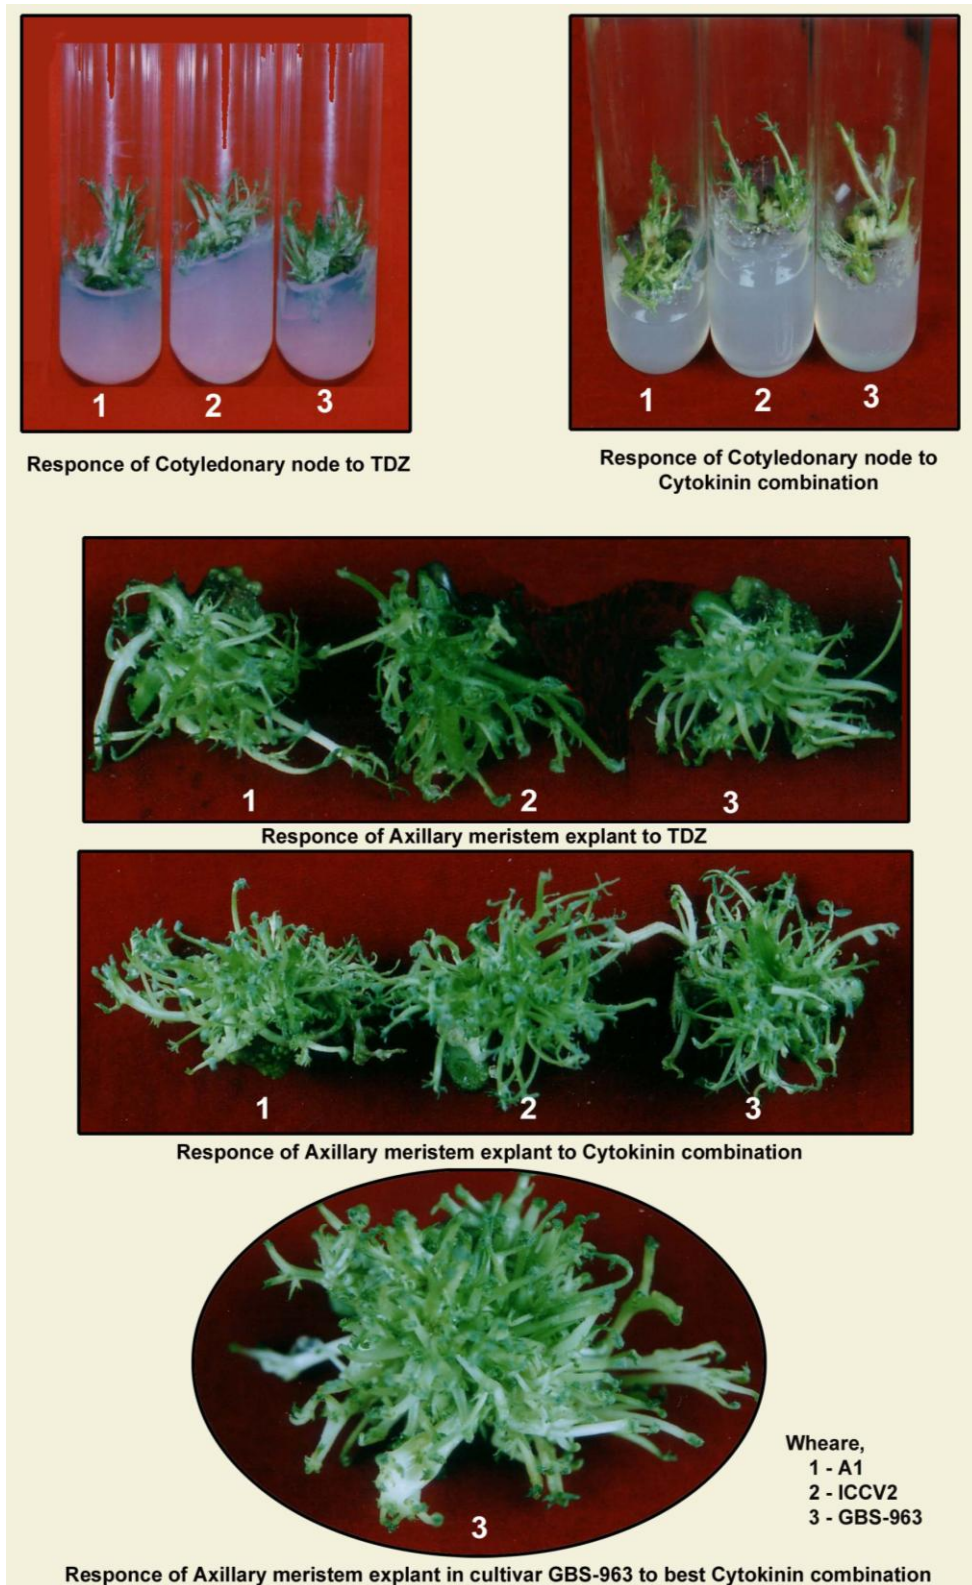 1
2
3
Responce of Cotyledonary node to TDZ
1
2
3
Responce of Cotyledonary node to
Cytokinin combination
1
2
3
Responce of Axillary meristem explant to TDZ
1
2
3
Responce of Axillary meristem explant to Cytokinin combination
3
Wheare,
1 - A1
2 - ICCV2
3 - GBS-963
Responce of Axillary meristem explant in cultivar GBS-963 to best Cytokinin combination